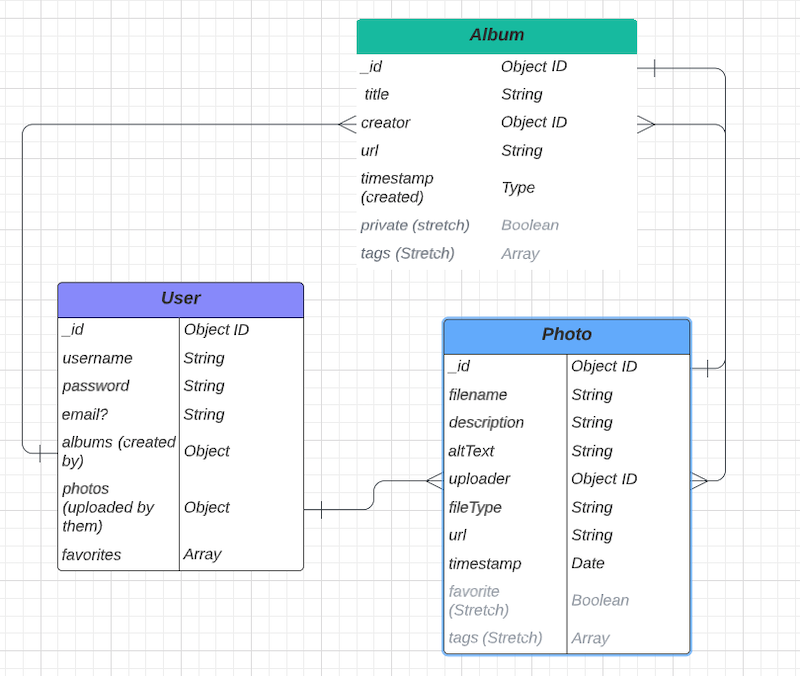 Album
_id Object ID
title String
creator Object ID
url String
timestamp
(created) Type
private (stretch) Boolean
tags (Stretch) Array
User
_id Object ID
username String
password String
email? String
albums (created
by) Object
photos
(uploaded by
them) Object
favorites Array
Photo
_id Object ID
filename String
description String
altText String
uploader Object ID
fileType String
url String
timestamp Date
favorite
(Stretch) Boolean
tags (Stretch) Array